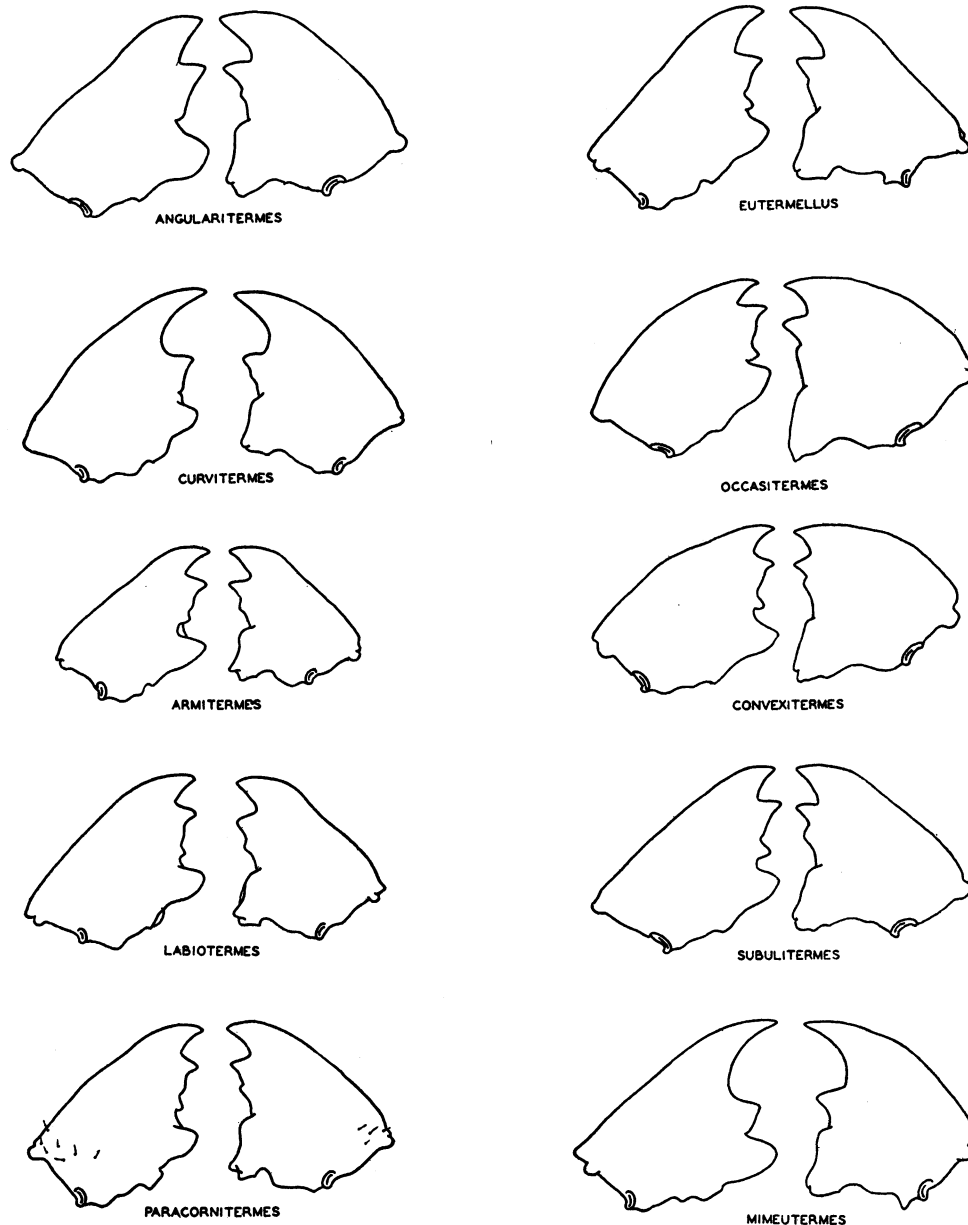 ANGULARITERMES
EUTERMELLUS
CURVITERMES
OCCASITERMES
ARMITERMES
CONVEXITERMES
LABIOTERMES
SUBULITERMES
PARACORNITERMES
MIMEUTERMES